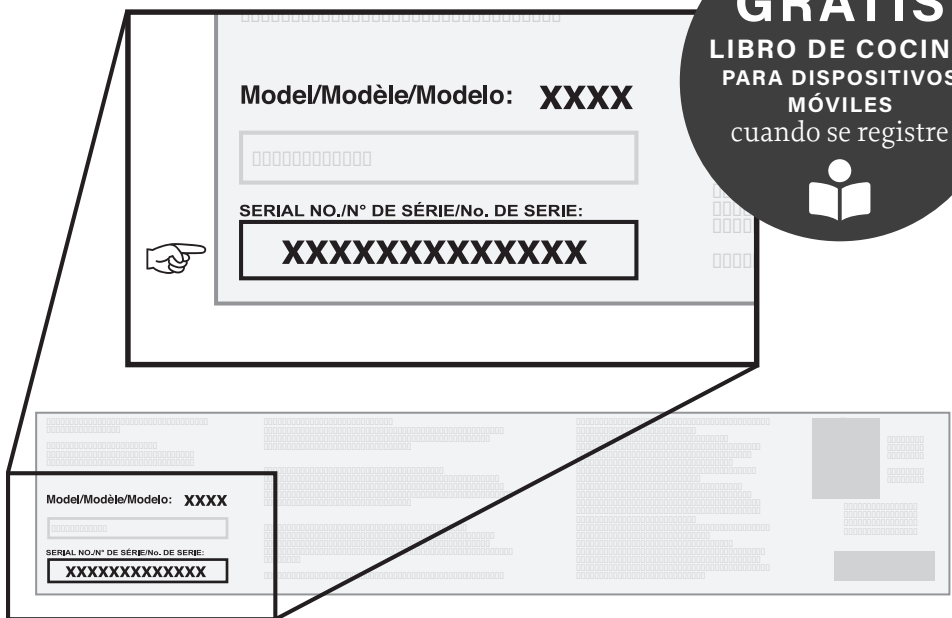 GRATIS
LIBRO DE COCIN
PARA DISPOSITIVOS
MÓVILES
cuando se registre
Model/Modèle/Modelo: XXXX
SERIAL NO./N° DE SÉRIE/No. DE SERIE:
XXXXXXXXXXXXX
Model/Modèle/Modelo: XXXX
SERIAL NO./N° DE SÉRIE/No. DE SERIE:
XXXXXXXXXXXXX